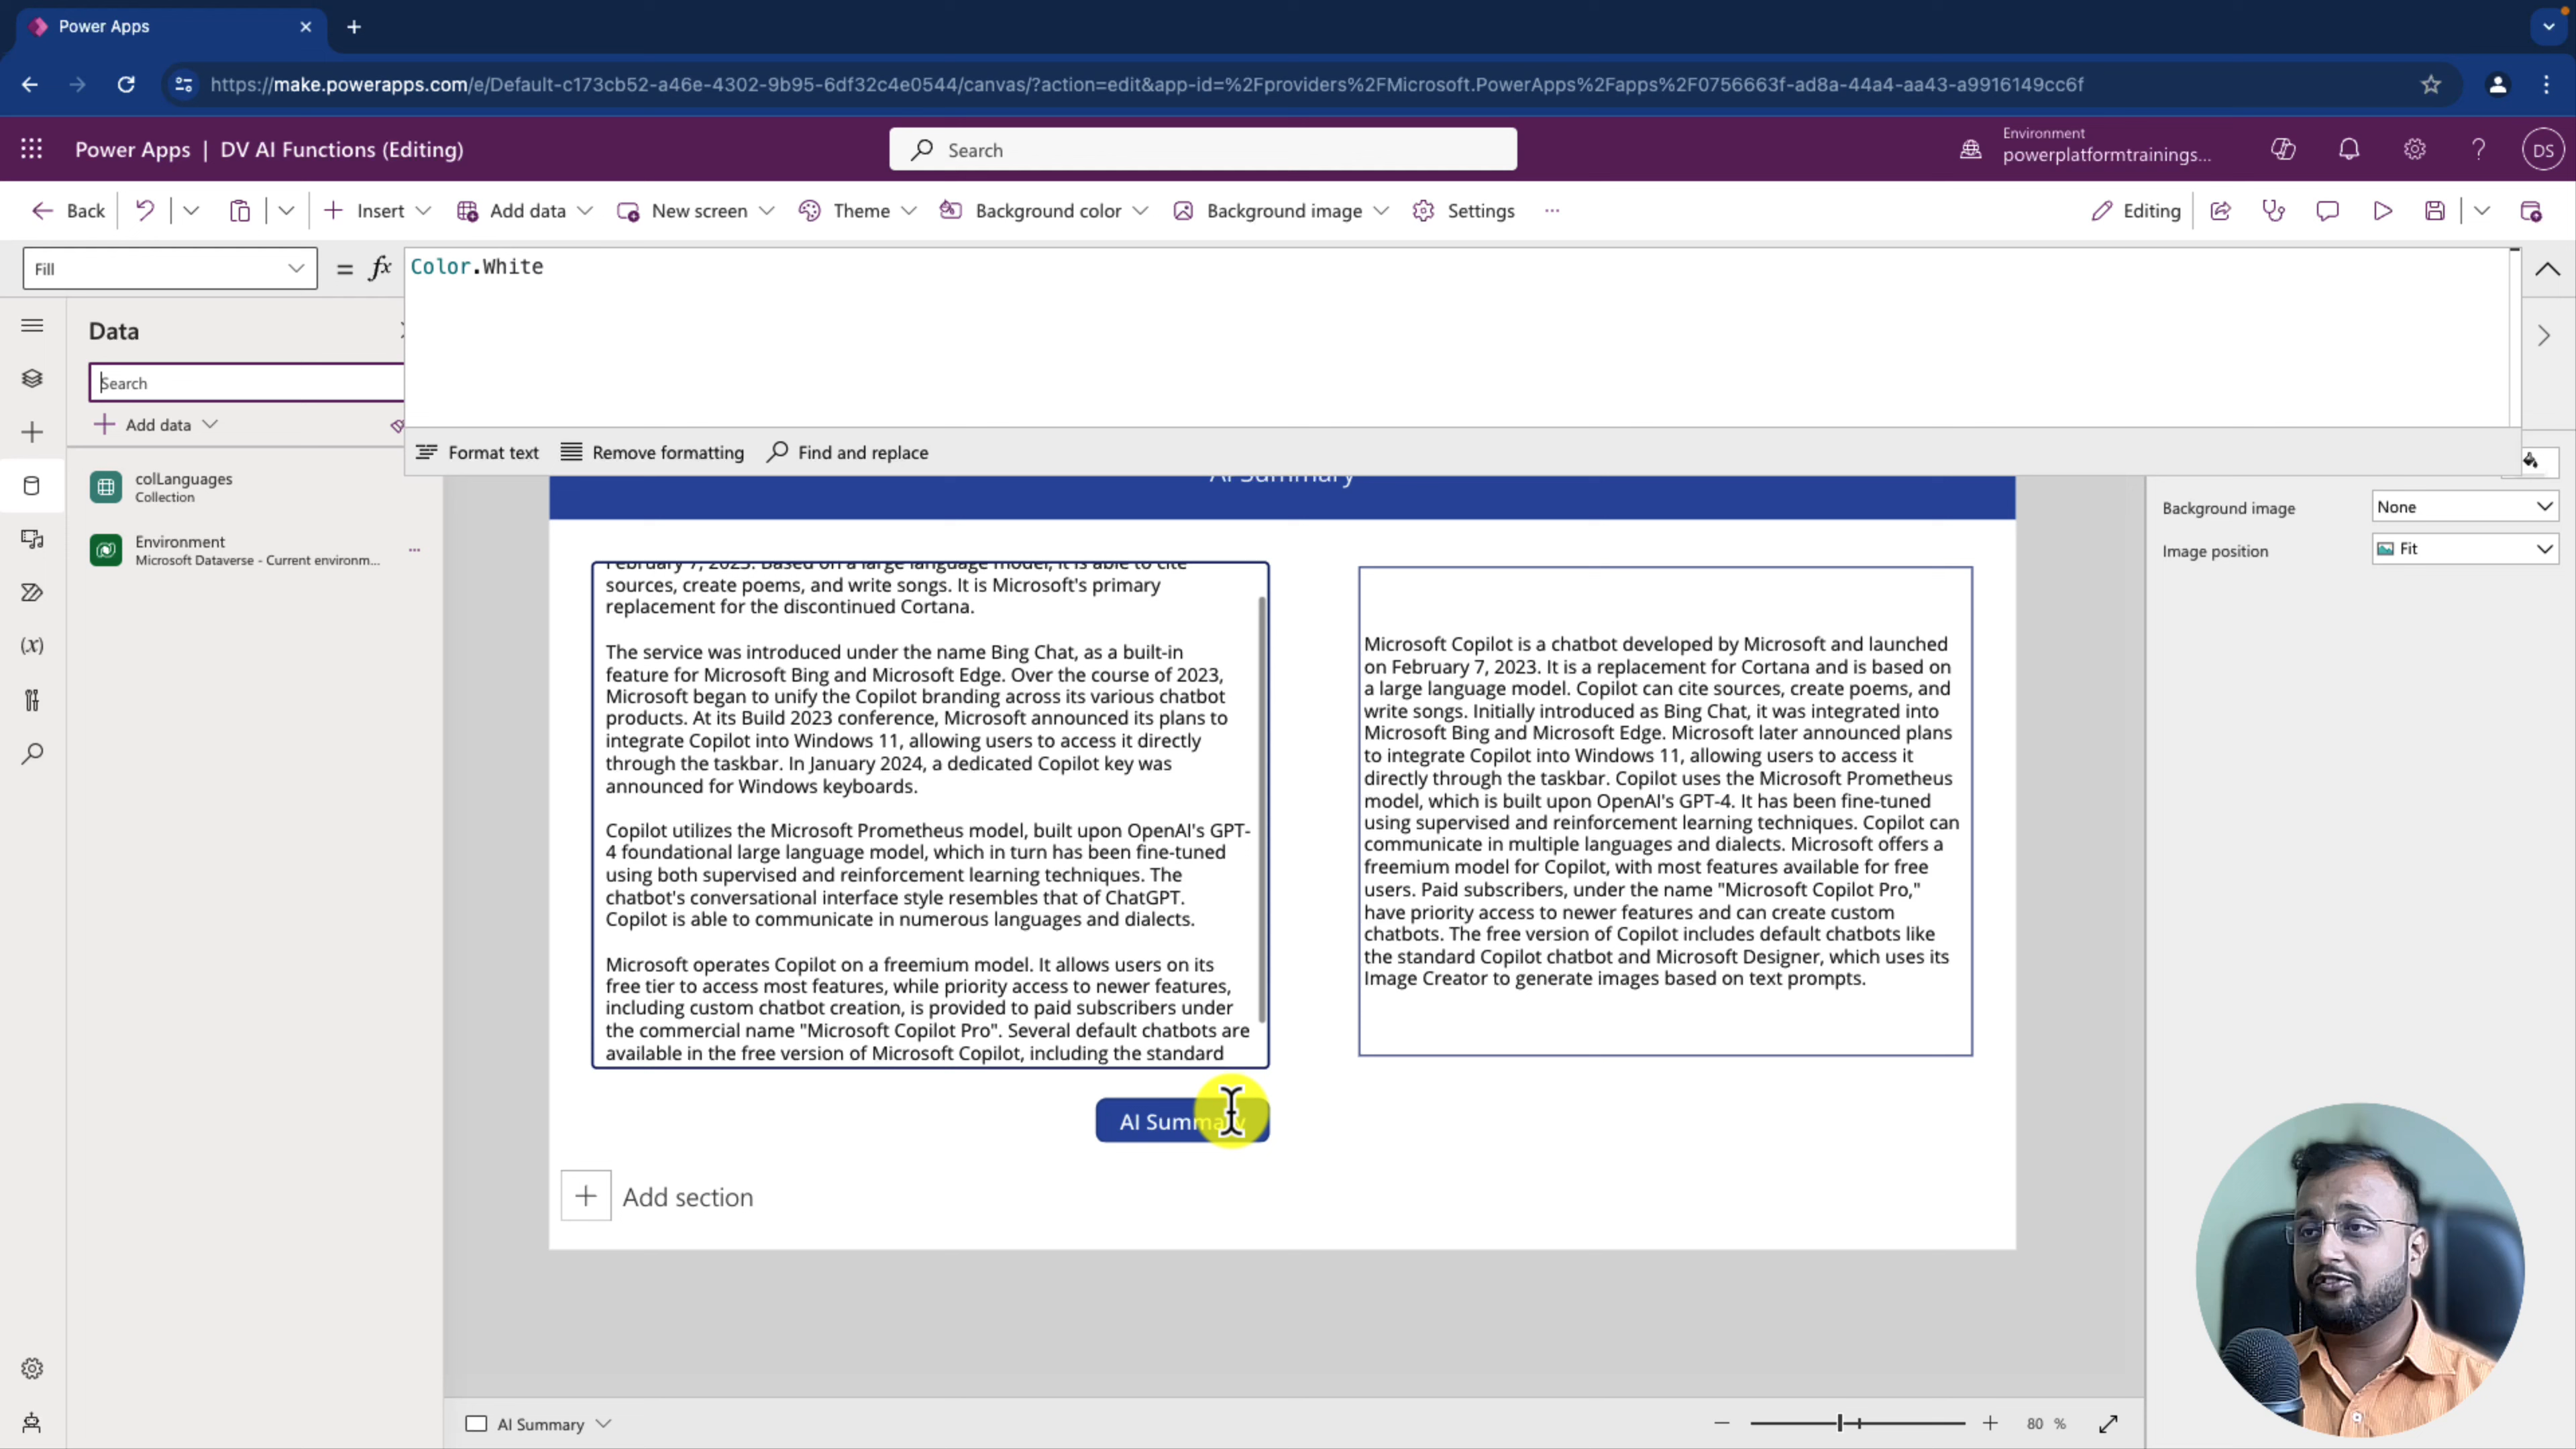 Power Apps
https://make.powerapps.com/e/Default-c173cb52-a46e-4302-9b95-6df32c4e0544/canvas/?action=edit&app-id=%2Fproviders%2FMicrosoft.PowerApps%2Fapps%2F0756663f-ad8a-44a4-aa43-a9916149cc6f
Power Apps | DV AI Functions (Editing)
Search
Environment
powerplatformtrainings...
DS
Back
Insert
Add data
New screen
Theme
Background color
Background image
Settings
Editing
Fill
= fx
Color.White
Data
Search
Add data
Format text
Remove formatting
Find and replace
colLanguages
Collection
Environment
Microsoft Dataverse - Current environm...
AI Summary
Background image
None
Image position
Fit
February 7, 2023. Based on a large language model, it is able to cite
sources, create poems, and write songs. It is Microsoft's primary
replacement for the discontinued Cortana.
The service was introduced under the name Bing Chat, as a built-in
feature for Microsoft Bing and Microsoft Edge. Over the course of 2023,
Microsoft began to unify the Copilot branding across its various chatbot
products. At its Build 2023 conference, Microsoft announced its plans to
integrate Copilot into Windows 11, allowing users to access it directly
through the taskbar. In January 2024, a dedicated Copilot key was
announced for Windows keyboards.
Copilot utilizes the Microsoft Prometheus model, built upon OpenAI's GPT-
4 foundational large language model, which in turn has been fine-tuned
using both supervised and reinforcement learning techniques. The
chatbot's conversational interface style resembles that of ChatGPT.
Copilot is able to communicate in numerous languages and dialects.
Microsoft operates Copilot on a freemium model. It allows users on its
free tier to access most features, while priority access to newer features,
including custom chatbot creation, is provided to paid subscribers under
the commercial name "Microsoft Copilot Pro". Several default chatbots are
available in the free version of Microsoft Copilot, including the standard
Microsoft Copilot is a chatbot developed by Microsoft and launched
on February 7, 2023. It is a replacement for Cortana and is based on
a large language model. Copilot can cite sources, create poems, and
write songs. Initially introduced as Bing Chat, it was integrated into
Microsoft Bing and Microsoft Edge. Microsoft later announced plans
to integrate Copilot into Windows 11, allowing users to access it
directly through the taskbar. Copilot uses the Microsoft Prometheus
model, which is built upon OpenAI's GPT-4. It has been fine-tuned
using supervised and reinforcement learning techniques. Copilot can
communicate in multiple languages and dialects. Microsoft offers a
freemium model for Copilot, with most features available for free
users. Paid subscribers, under the name "Microsoft Copilot Pro,"
have priority access to newer features and can create custom
chatbots. The free version of Copilot includes default chatbots like
the standard Copilot chatbot and Microsoft Designer, which uses its
Image Creator to generate images based on text prompts.
AI Summary
Add section
AI Summary
80 %